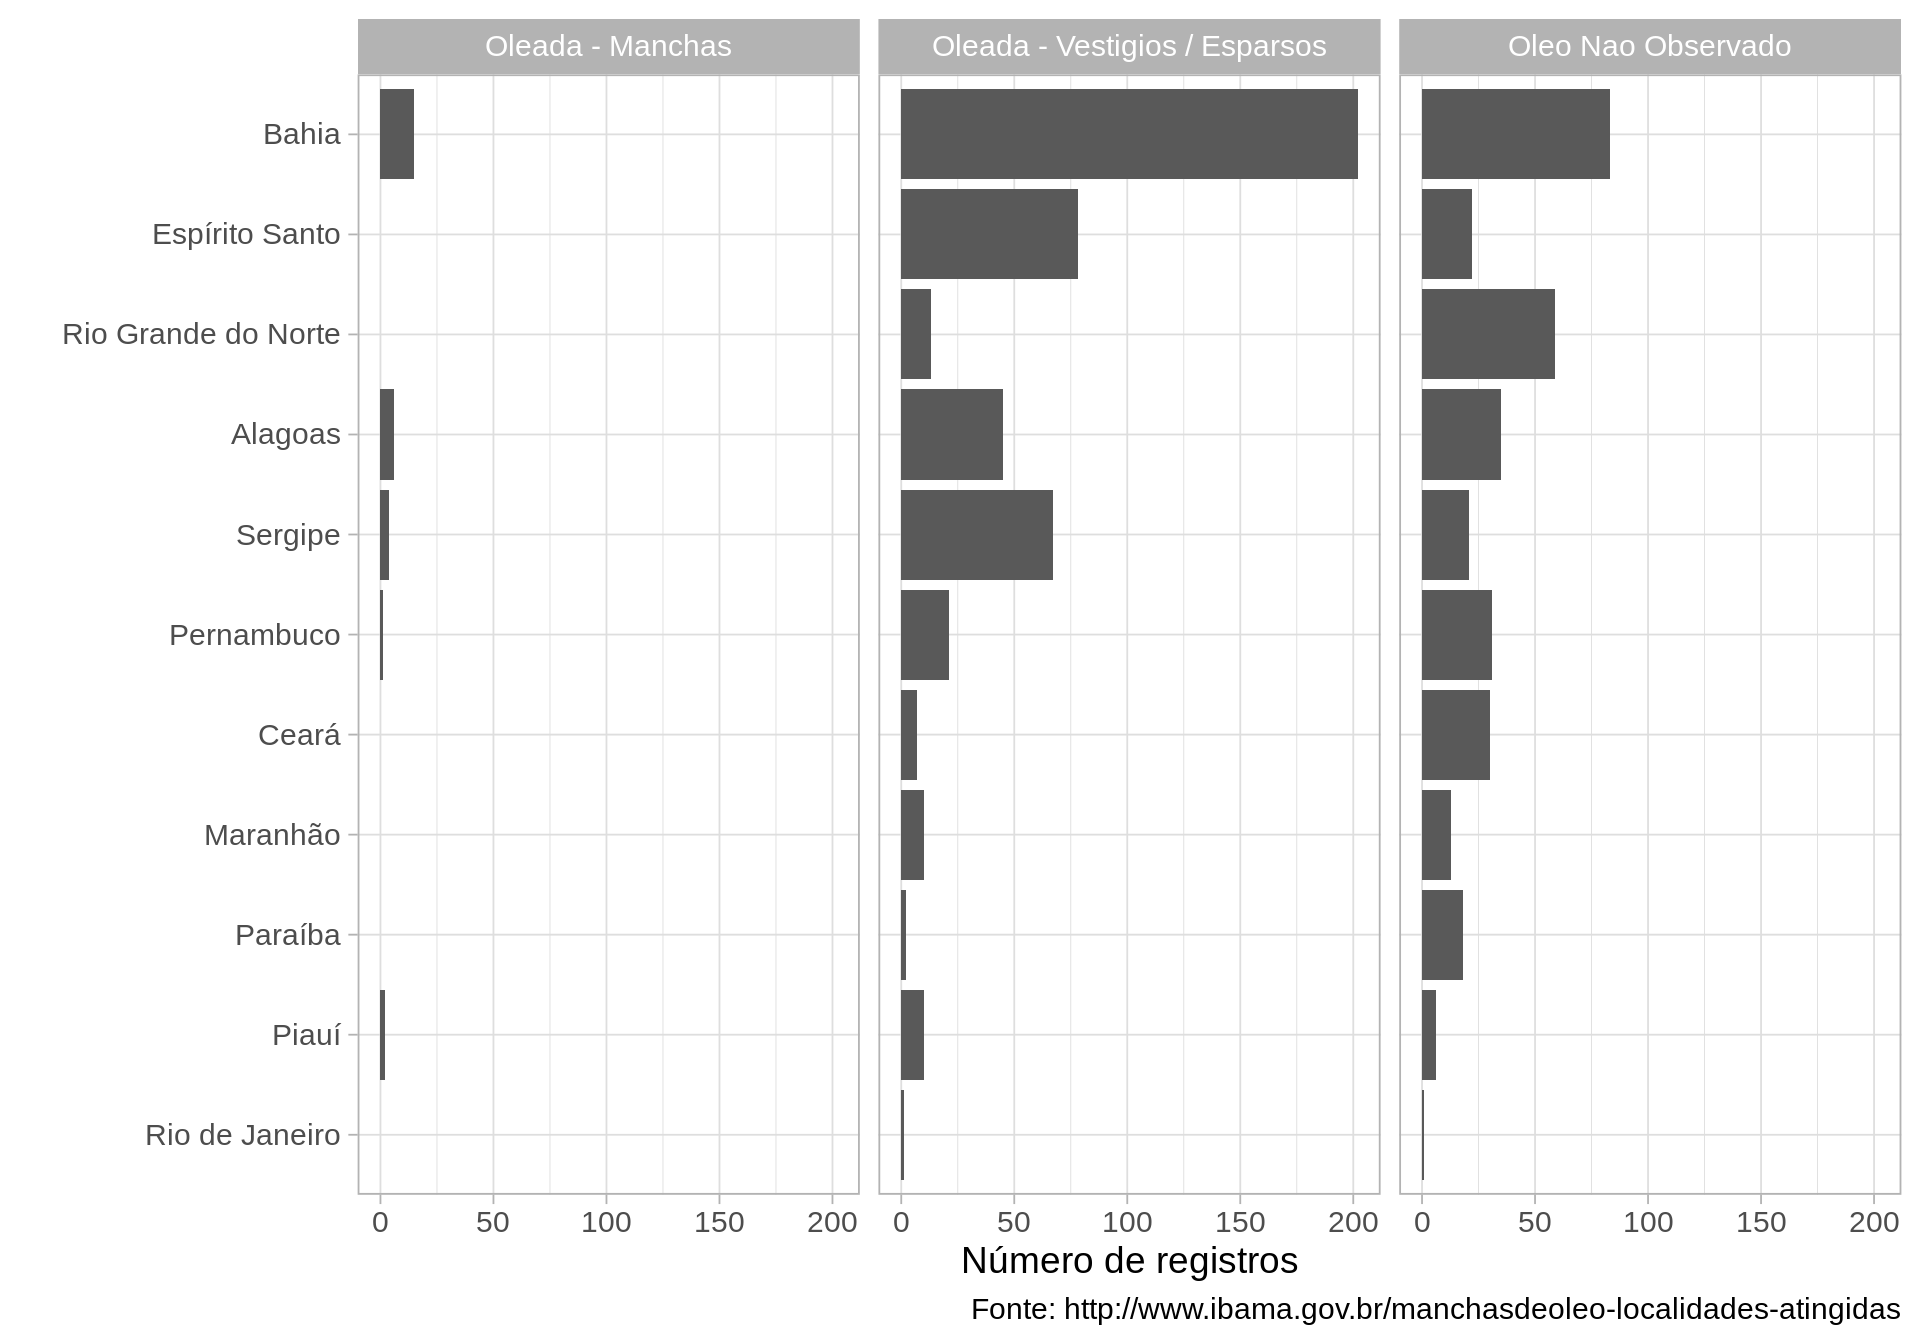 Oleada - Manchas
Oleada - Vestigios / Esparsos
Oleo Nao Observado
Bahia
Espírito Santo
Rio Grande do Norte
Alagoas
Sergipe
Pernambuco
Ceará
Maranhão
Paraíba
Piauí
Rio de Janeiro
0 50 100 150 200
0 50 100 150 200
0 50 100 150 200
Número de registros
Fonte: http://www.ibama.gov.br/manchasdeoleo-localidades-atingidas